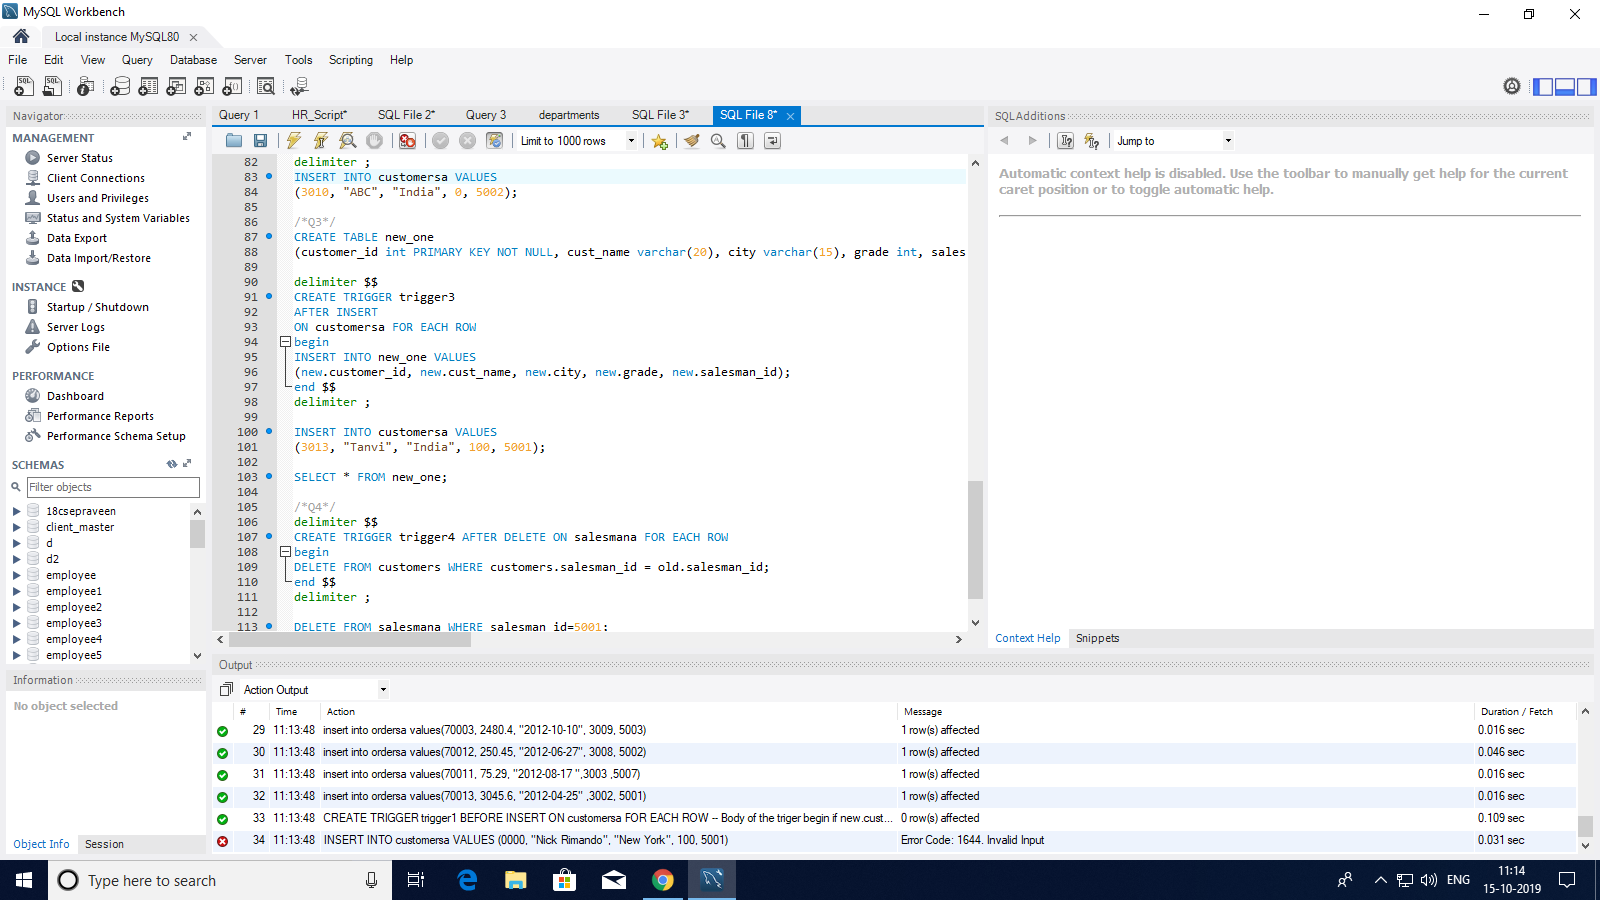 MySQL Workbench
Local instance MySQL80
File Edit View Query Database Server Tools Scripting Help
Navigator
MANAGEMENT
Server Status
Client Connections
Users and Privileges
Status and System Variables
Data Export
Data Import/Restore
INSTANCE
Startup / Shutdown
Server Logs
Options File
PERFORMANCE
Dashboard
Performance Reports
Performance Schema Setup
SCHEMAS
Filter objects
18csepraveen
client_master
d
d2
employee
employee1
employee2
employee3
employee4
employee5
Information
No object selected
Object Info Session
Query 1 HR_Script* SQL File 2* Query 3 departments SQL File 3* SQL File 8*
Limit to 1000 rows
82 delimiter ;
83 INSERT INTO customersa VALUES
84 (3010, "ABC", "India", 0, 5002);
85
86 /*Q3*/
87 CREATE TABLE new_one
88 (customer_id int PRIMARY KEY NOT NULL, cust_name varchar(20), city varchar(15), grade int, sales
89
90 delimiter $$
91 CREATE TRIGGER trigger3
92 AFTER INSERT
93 ON customersa FOR EACH ROW
94 begin
95 INSERT INTO new_one VALUES
96 (new.customer_id, new.cust_name, new.city, new.grade, new.salesman_id);
97 end $$
98 delimiter ;
99
100 INSERT INTO customersa VALUES
101 (3013, "Tanvi", "India", 100, 5001);
102
103 SELECT * FROM new_one;
104
105 /*Q4*/
106 delimiter $$
107 CREATE TRIGGER trigger4 AFTER DELETE ON salesmana FOR EACH ROW
108 begin
109 DELETE FROM customers WHERE customers.salesman_id = old.salesman_id;
110 end $$
111 delimiter ;
112
113 DELETE FROM salesmana WHERE salesman_id=5001;
SQLAdditions
Jump to
Automatic context help is disabled. Use the toolbar to manually get help for the current
caret position or to toggle automatic help.
Context Help Snippets
Output
Action Output
# Time Action Message Duration / Fetch
29 11:13:48 insert into ordersa values(70003, 2480.4, "2012-10-10", 3009, 5003) 1 row(s) affected 0.016 sec
30 11:13:48 insert into ordersa values(70012, 250.45, "2012-06-27", 3008, 5002) 1 row(s) affected 0.046 sec
31 11:13:48 insert into ordersa values(70011, 75.29, "2012-08-17 ",3003 ,5007) 1 row(s) affected 0.016 sec
32 11:13:48 insert into ordersa values(70013, 3045.6, "2012-04-25" ,3002, 5001) 1 row(s) affected 0.016 sec
33 11:13:48 CREATE TRIGGER trigger1 BEFORE INSERT ON customersa FOR EACH ROW -- Body of the triger begin if new.cust... 0 row(s) affected 0.109 sec
34 11:13:48 INSERT INTO customersa VALUES (0000, "Nick Rimando", "New York", 100, 5001) Error Code: 1644. Invalid Input 0.031 sec
Type here to search
ENG
11:14
15-10-2019